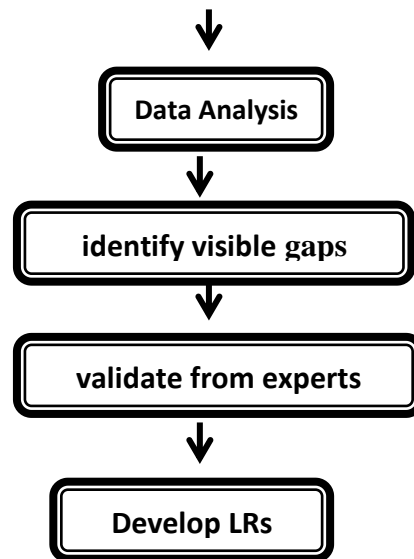 Data Analysis
identify visible gaps
validate from experts
Develop LRs